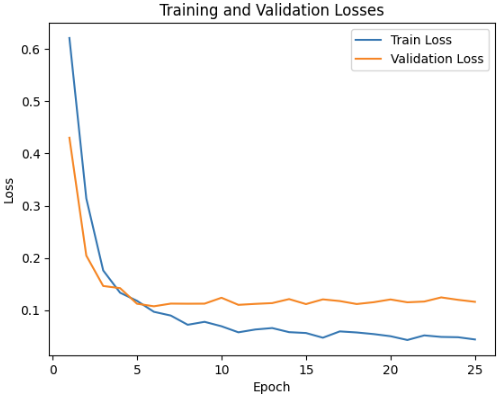 Training and Validation Losses
Train Loss
Validation Loss
0.6
0.5
0.4
0.3
0.2
0.1
Loss
0 5 10 15 20 25
Epoch